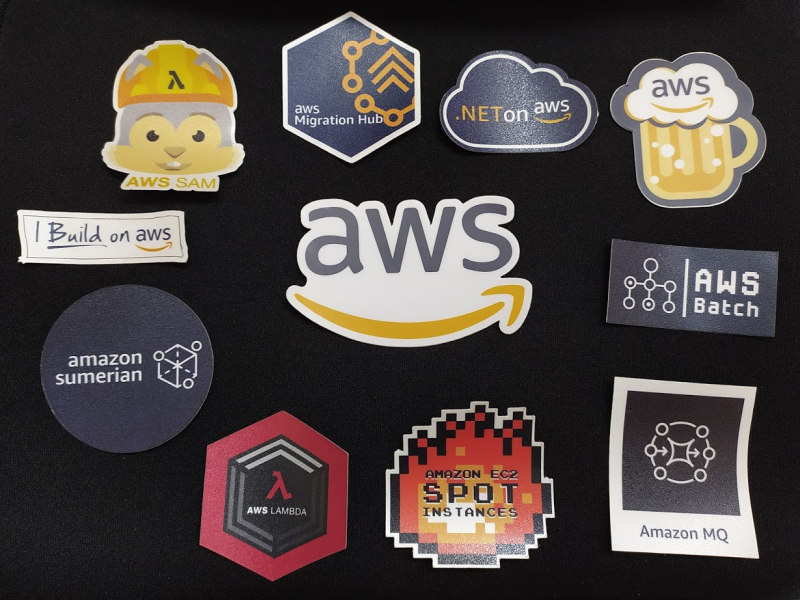 λ
AWS SAM
aws
Migration Hub
.NET on aws
aws
I Build on aws
aws
AWS
Batch
amazon
sumerian
λ
AWS LAMBDA
AMAZON EC2
SPOT
INSTANCES
Amazon MQ